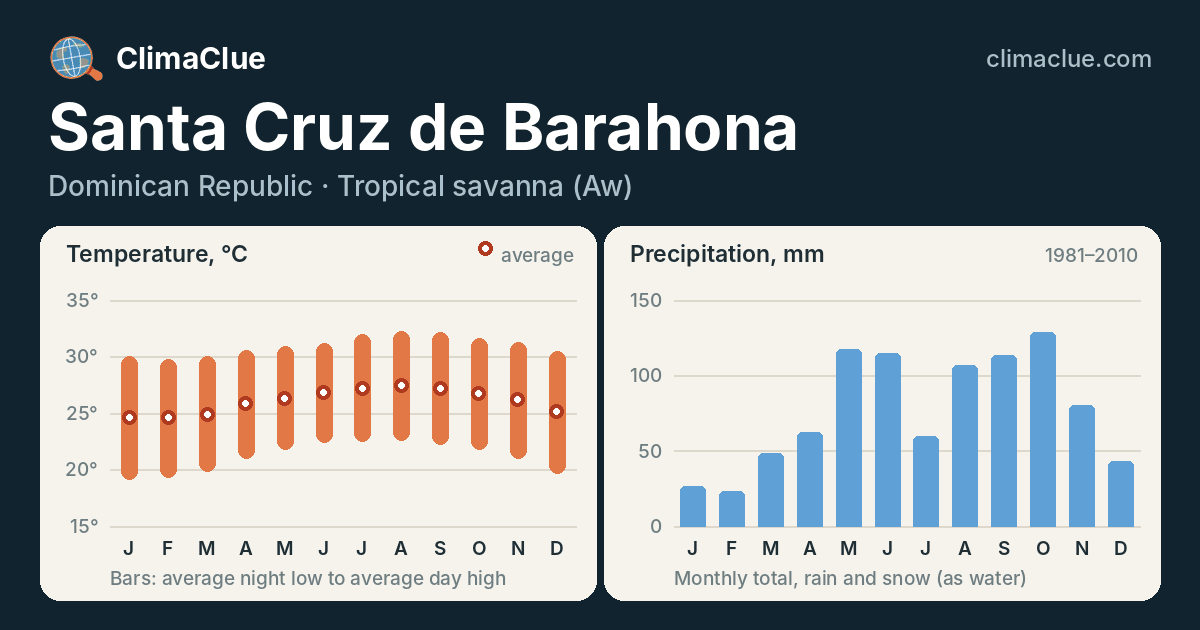 ClimaClue
climaclue.com
Santa Cruz de Barahona
Dominican Republic · Tropical savanna (Aw)
Temperature, °C
average
35°
30°
25°
20°
15°
J F M A M J J A S O N D
Bars: average night low to average day high
Precipitation, mm
1981–2010
150
100
50
0
J F M A M J J A S O N D
Monthly total, rain and snow (as water)